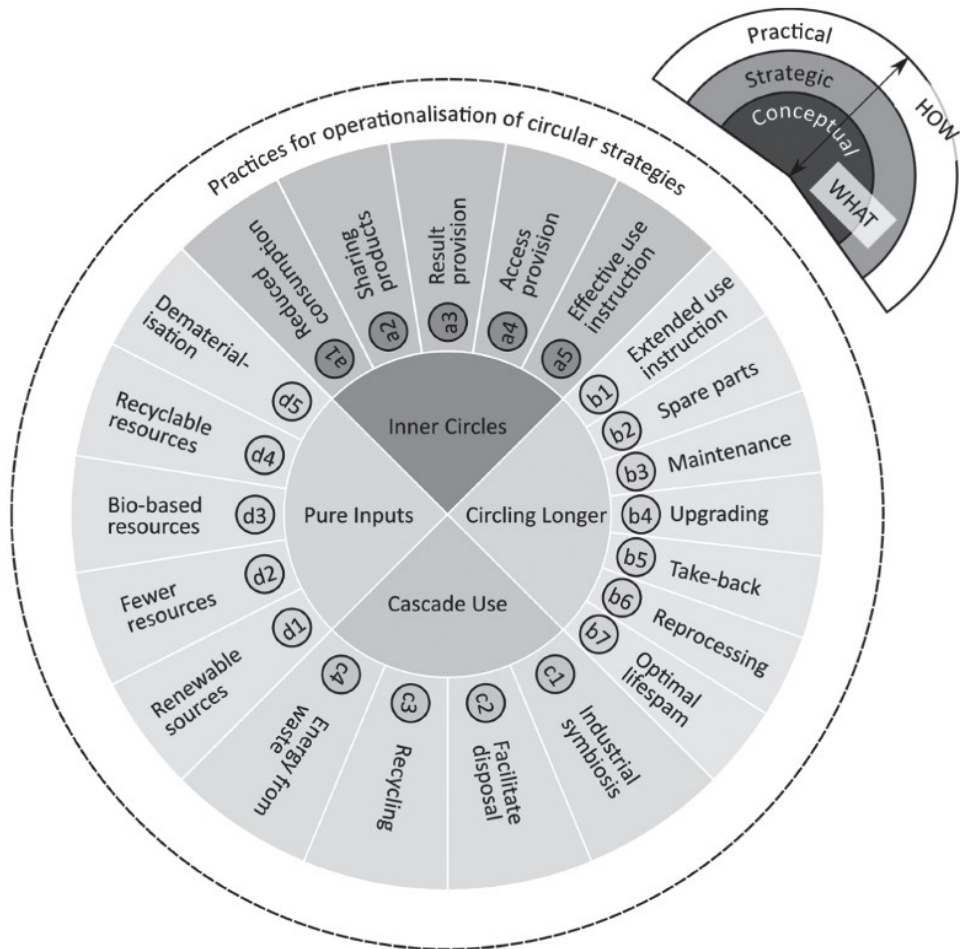 Practical
Strategic
Conceptual
HOW
WHAT
Practices for operationalisation of circular strategies
Inner Circles
a1
Reduced
consumption
a2
Sharing
products
a3
Result
provision
a4
Access
provision
a5
Effective use
instruction
Circling Longer
b1
Extended use
instruction
b2
Spare parts
b3
Maintenance
b4
Upgrading
b5
Take-back
b6
Reprocessing
b7
Optimal
lifespam
Cascade Use
c1
Industrial
symbiosis
c2
Facilitate
disposal
c3
Recycling
c4
Energy from
waste
Pure Inputs
d1
Renewable
sources
d2
Fewer
resources
d3
Bio-based
resources
d4
Recyclable
resources
d5
Dematerial-
isation